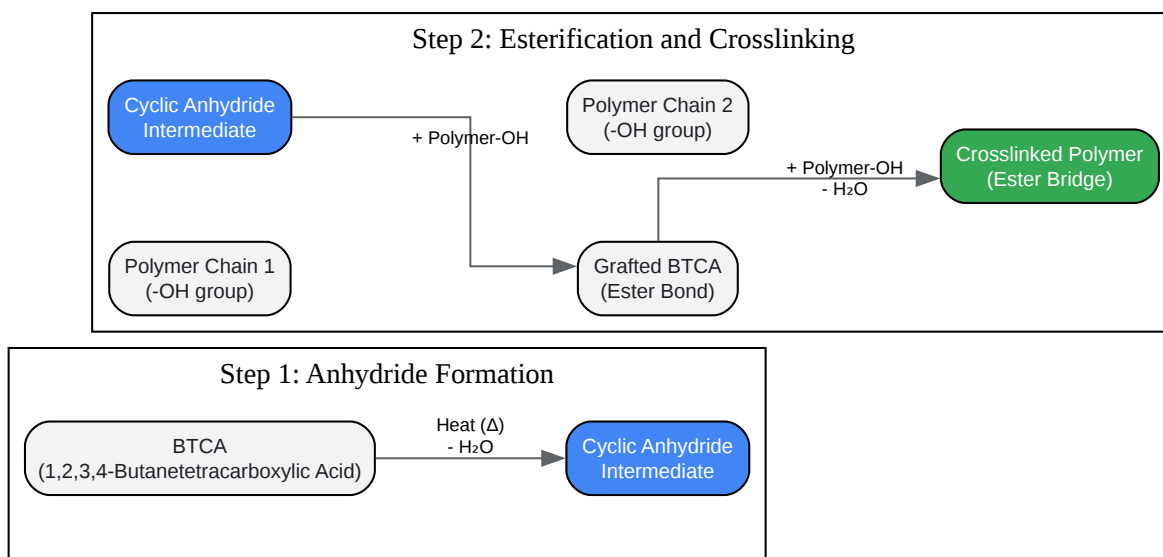 Step 2: Esterification and Crosslinking
Cyclic Anhydride
Intermediate
+ Polymer-OH
Polymer Chain 2
(-OH group)
+ Polymer-OH
- H₂O
Crosslinked Polymer
(Ester Bridge)
Polymer Chain 1
(-OH group)
Grafted BTCA
(Ester Bond)
Step 1: Anhydride Formation
BTCA
(1,2,3,4-Butanetetracarboxylic Acid)
Heat (Δ)
- H₂O
Cyclic Anhydride
Intermediate